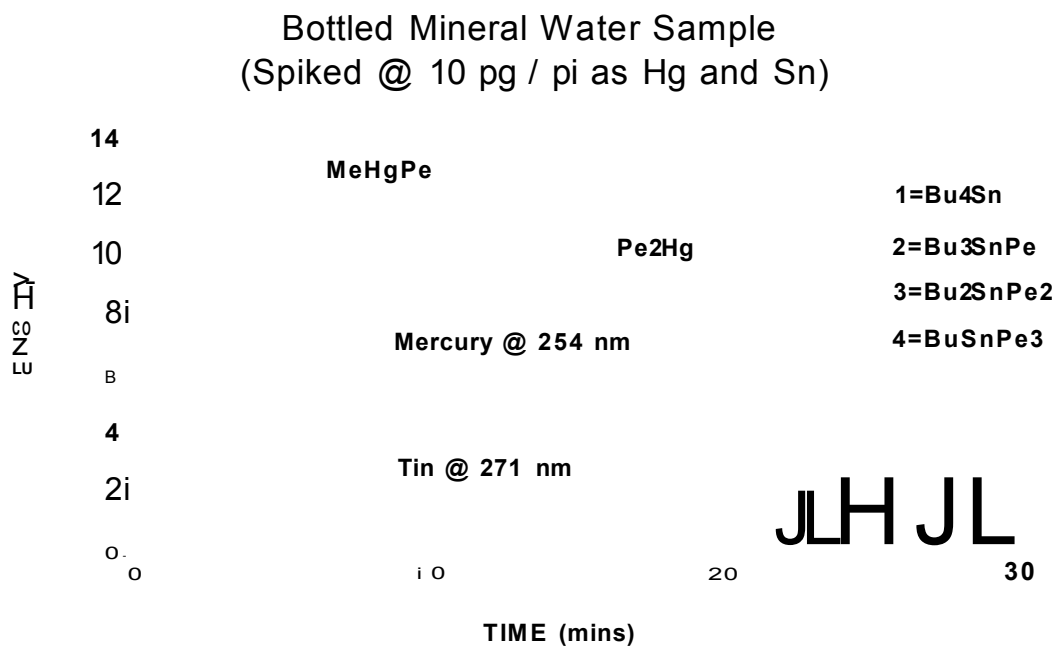 Bottled Mineral Water Sample
(Spiked @ 10 pg / pi as Hg and Sn)
14
MeHgPe
12
1=Bu4Sn
10
Pe2Hg
2=Bu3SnPe
3=Bu2SnPe2
8i
Mercury @ 254 nm
4=BuSnPe3
B
4
Tin @ 271 nm
2i
JLH JL
0
0
i 0
20
30
TIME (mins)